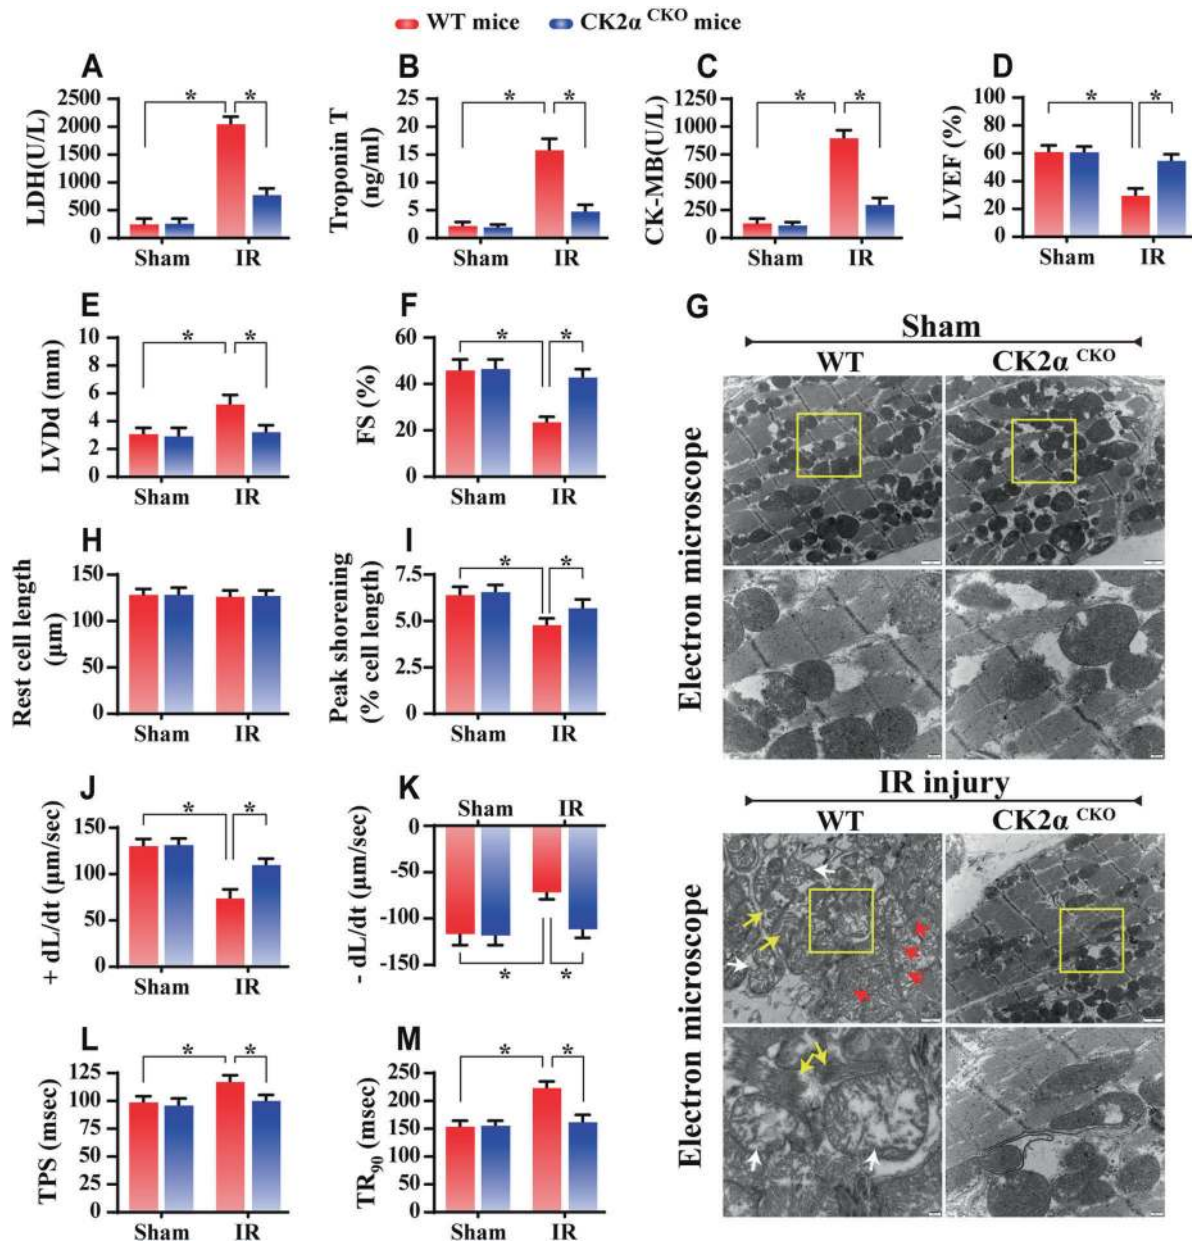 WT mice CK2α CKO mice
A
LDH(U/L)
2500
2000
1500
1000
500
0
Sham IR
* *
B
Troponin T
(ng/ml)
25
20
15
10
5
0
Sham IR
* *
C
CK-MB(U/L)
1250
1000
750
500
250
0
Sham IR
* *
D
LVEF (%)
100
80
60
40
20
0
Sham IR
* *
E
LVDd (mm)
10
8
6
4
2
0
Sham IR
* *
F
FS (%)
60
40
20
0
Sham IR
* *
G
Sham
WT CK2α CKO
Electron microscope
IR injury
WT CK2α CKO
Electron microscope
H
Rest cell length
(μm)
150
100
50
0
Sham IR
I
Peak shorening
(% cell length)
7.5
5.0
2.5
0
Sham IR
* *
J
+ dL/dt (μm/sec)
150
100
50
0
Sham IR
* *
K
- dL/dt (μm/sec)
Sham IR
0
-50
-100
-150
* *
L
TPS (msec)
125
100
75
50
25
0
Sham IR
* *
M
TR90 (msec)
250
200
150
100
50
0
Sham IR
* *